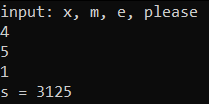 input: x, m, e, please
4
5
1
s = 3125